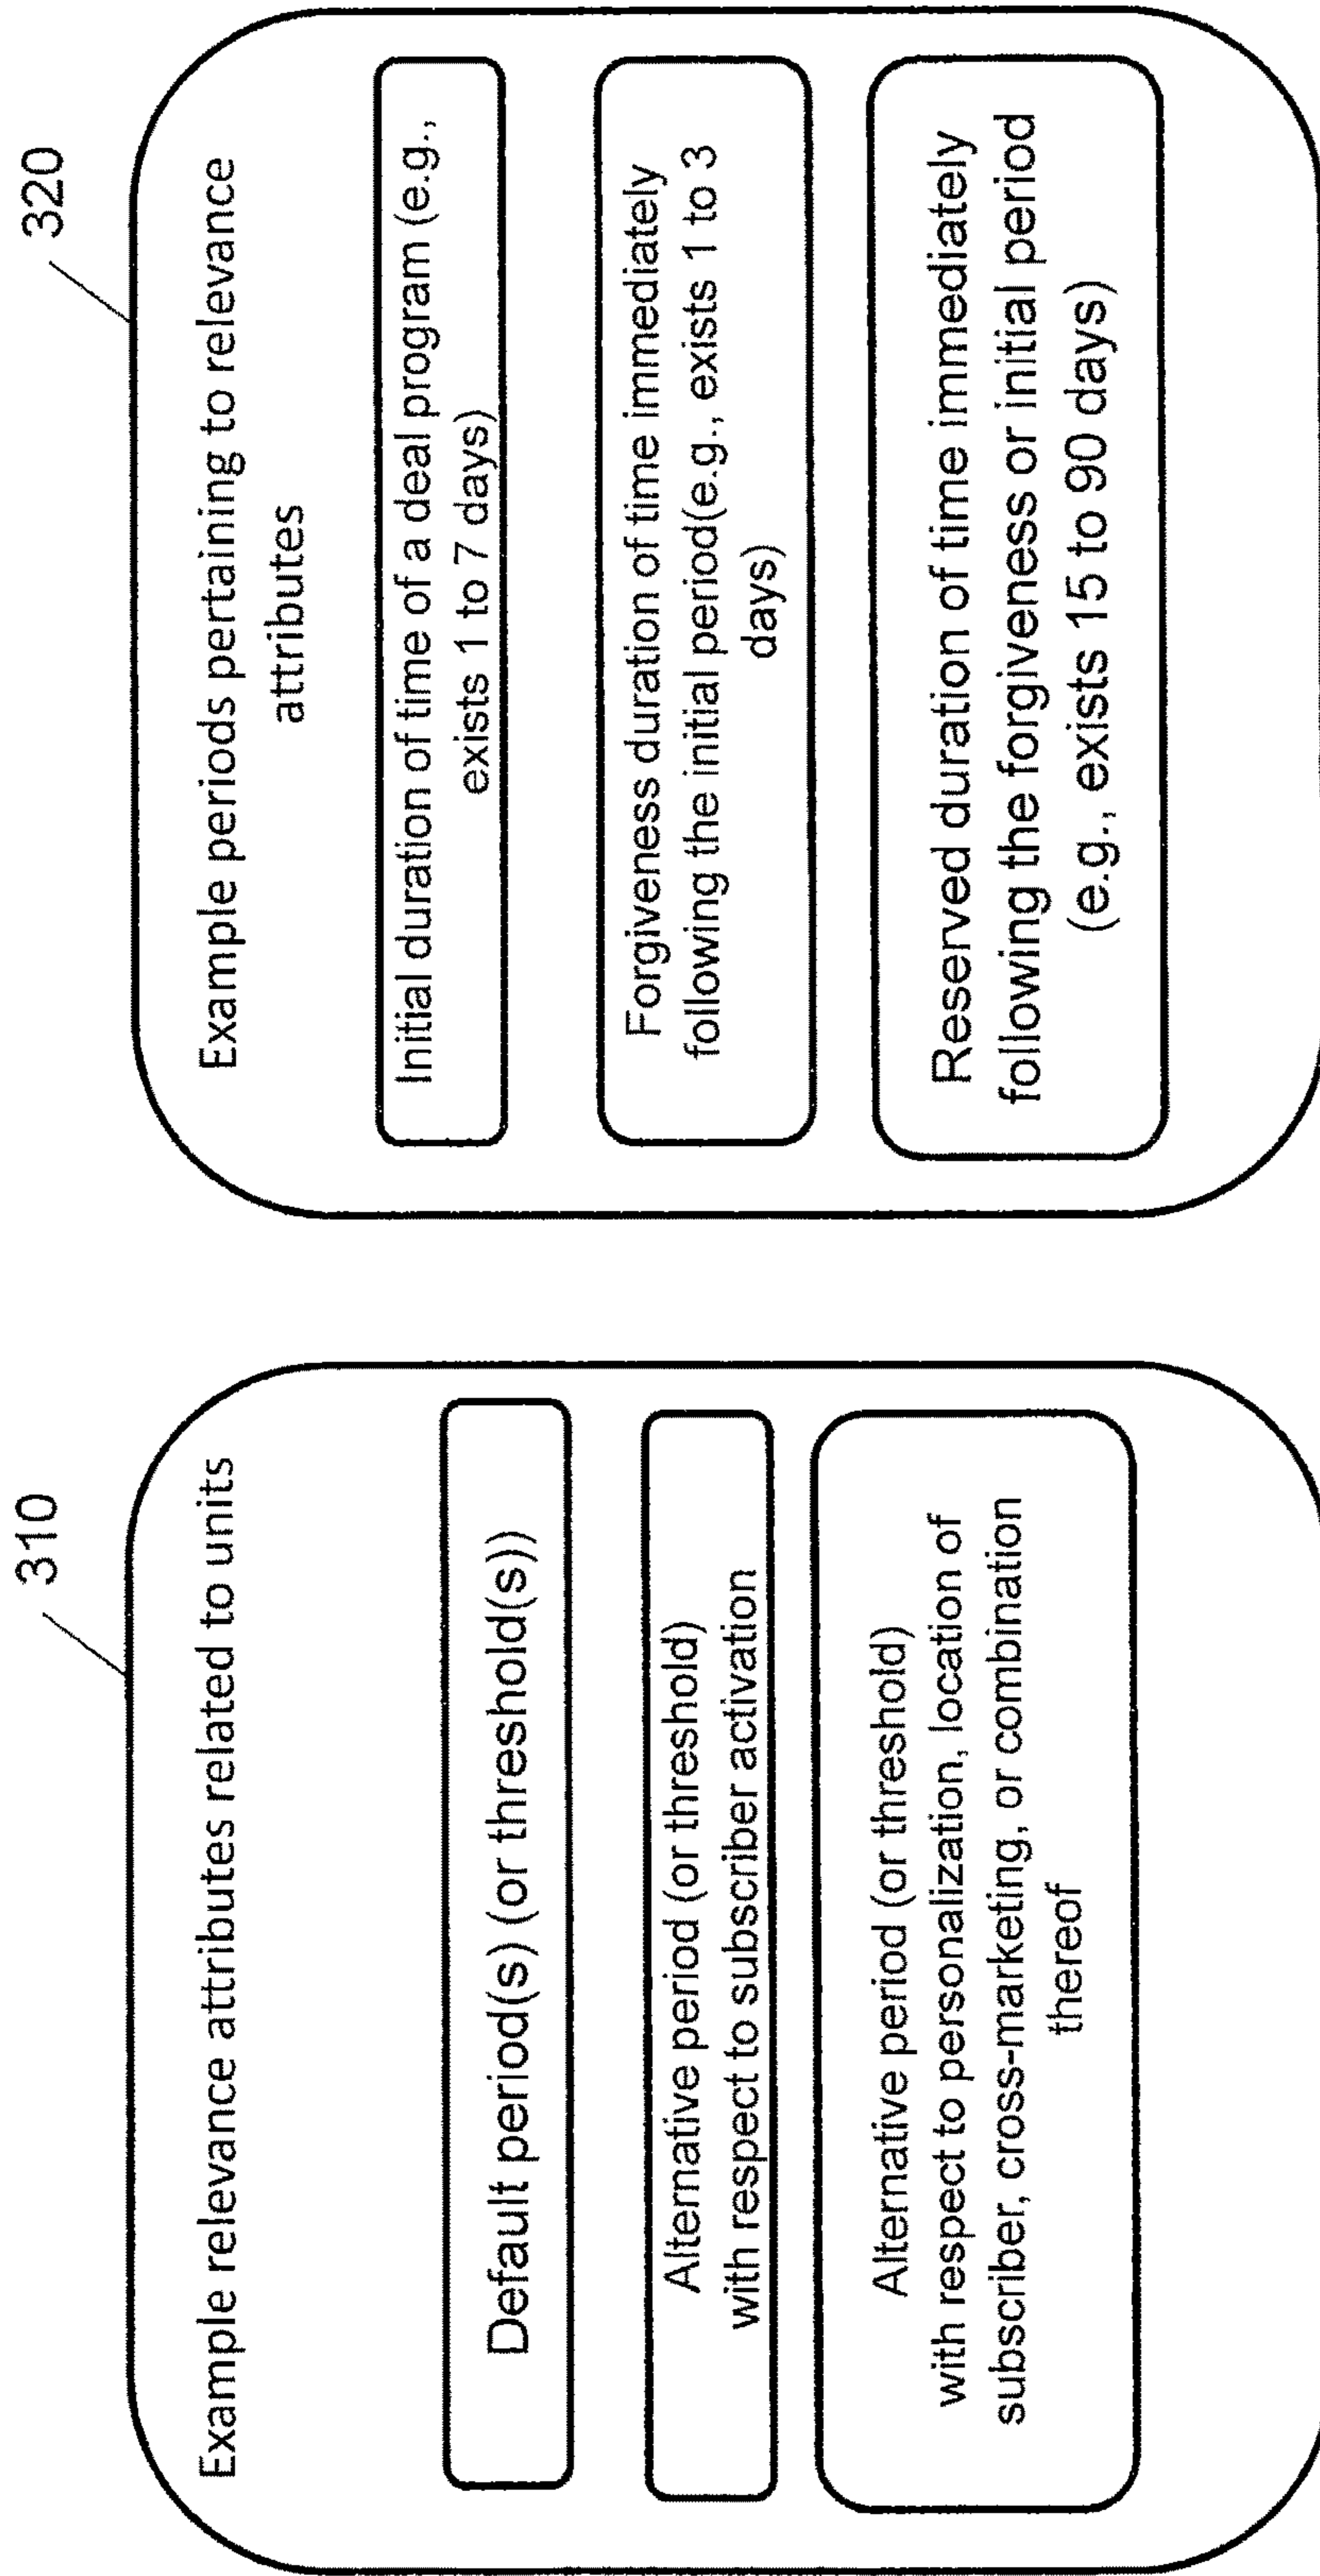 310
Example relevance attributes related to units
Default period(s) (or threshold(s))
Alternative period (or threshold)
with respect to subscriber activation
Alternative period (or threshold)
with respect to personalization, location of
subscriber, cross-marketing, or combination
thereof
320
Example periods pertaining to relevance
attributes
Initial duration of time of a deal program (e.g.,
exists 1 to 7 days)
Forgiveness duration of time immediately
following the initial period(e.g., exists 1 to 3
days)
Reserved duration of time immediately
following the forgiveness or initial period
(e.g., exists 15 to 90 days)